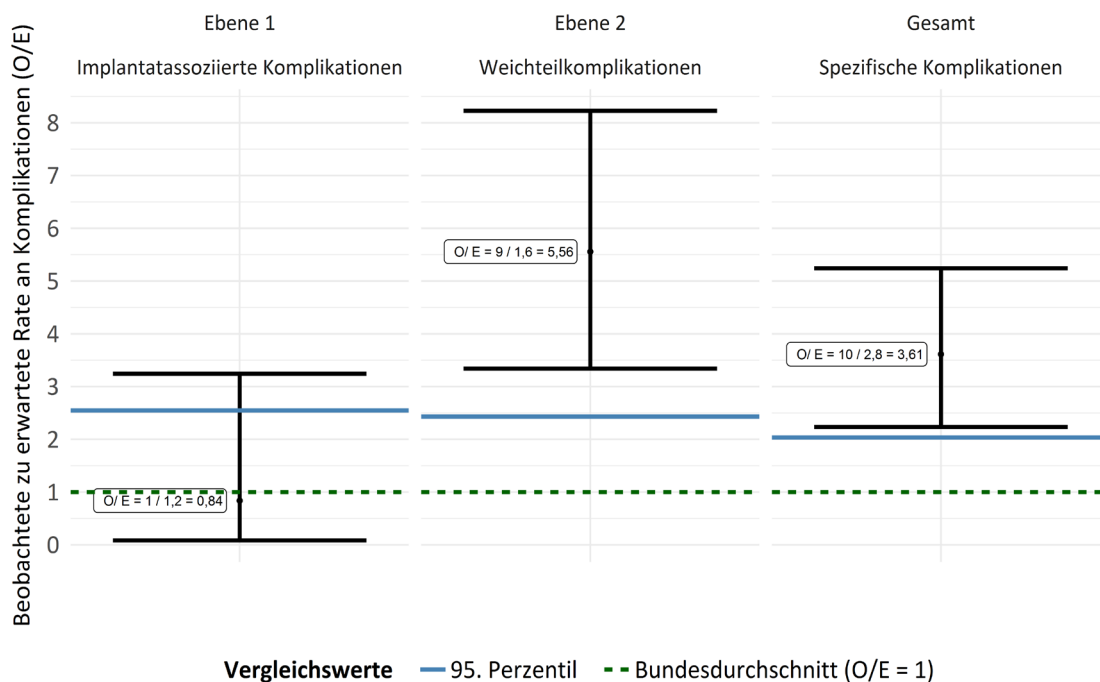 Ebene 1
Ebene 2
Gesamt
Implantatassoziierte Komplikationen
Weichteilkomplikationen
Spezifische Komplikationen
Beobachtete zu erwartete Rate an Komplikationen (O/E)
8
7
6
5
4
3
2
1
0
O/ E = 1 / 1,2 = 0,84
O/ E = 9 / 1,6 = 5,56
O/ E = 10 / 2,8 = 3,61
Vergleichswerte 95. Perzentil Bundesdurchschnitt (O/E = 1)